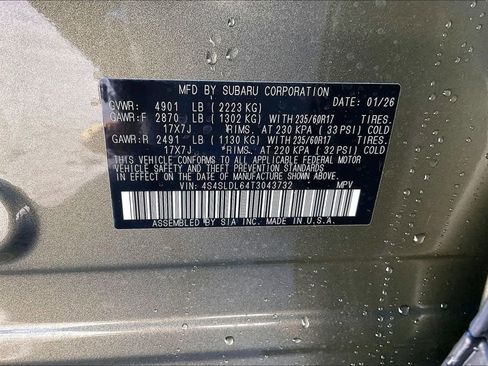 MFD BY SUBARU CORPORATION
GVWR: 4901 LB (2223 KG) DATE: 01/26
GAWR:F 2870 LB (1302 KG) WITH 235/60R17 TIRES.
17X7J *RIMS. AT 230 KPA (33 PSI) COLD
GAWR:R 2491 LB (1130 KG) WITH 235/60R17 TIRES.
17X7J *RIMS. AT 220 KPA (32 PSI) COLD
THIS VEHICLE CONFORMS TO ALL APPLICABLE FEDERAL MOTOR
VEHICLE SAFETY AND THEFT PREVENTION STANDARDS IN
EFFECT ON THE DATE OF MANUFACTURE SHOWN ABOVE.
VIN: 4S4SLDL64T3043732 MPV
ASSEMBLED BY SIA INC. MADE IN U.S.A.